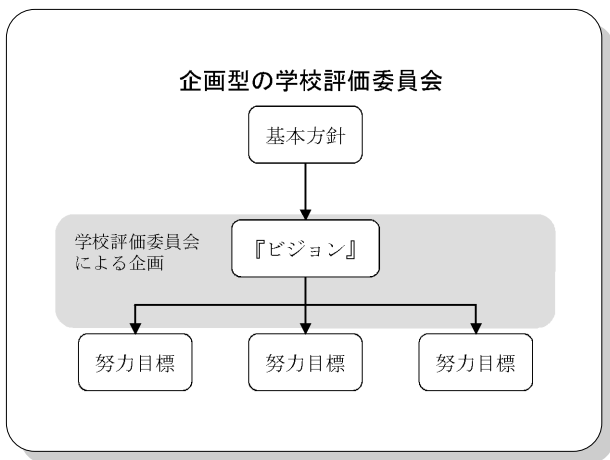 企画型の学校評価委員会
基本方針
学校評価委員会
による企画
『ビジョン』
努力目標
努力目標
努力目標